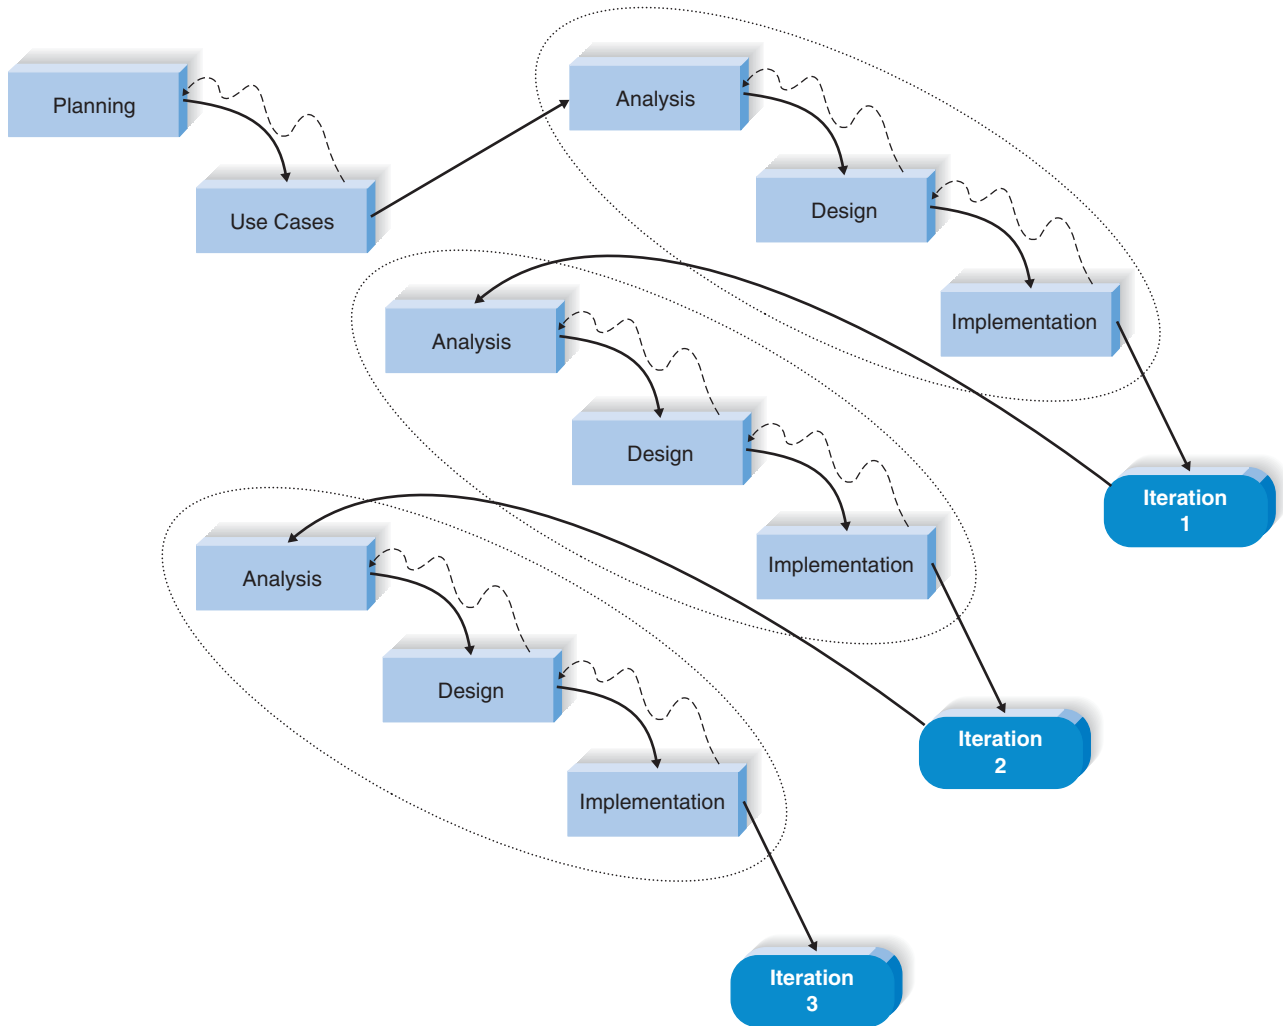 Planning
Use Cases
Analysis
Design
Implementation
Iteration
1
Analysis
Design
Implementation
Iteration
2
Analysis
Design
Implementation
Iteration
3